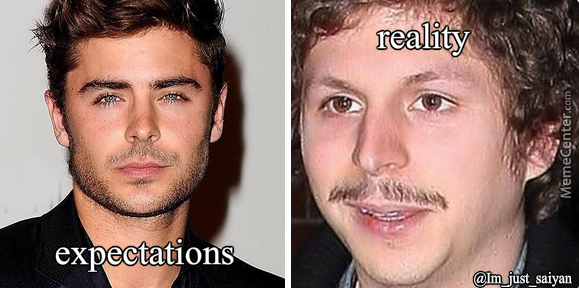 expectations
reality
MemeCenter.com
@Im_just_saiyan